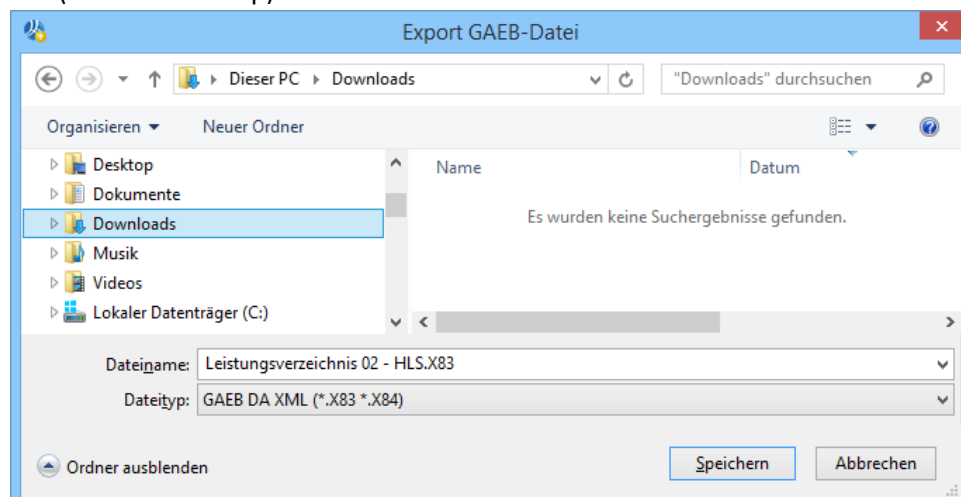 Export GAEB-Datei
Dieser PC Downloads "Downloads" durchsuchen
Organisieren Neuer Ordner
Desktop
Dokumente
Downloads
Musik
Videos
Lokaler Datenträger (C:)
Name Datum
Es wurden keine Suchergebnisse gefunden.
Dateiname: Leistungsverzeichnis 02 - HLS.X83
Dateityp: GAEB DA XML (*.X83 *.X84)
Ordner ausblenden Speichern Abbrechen